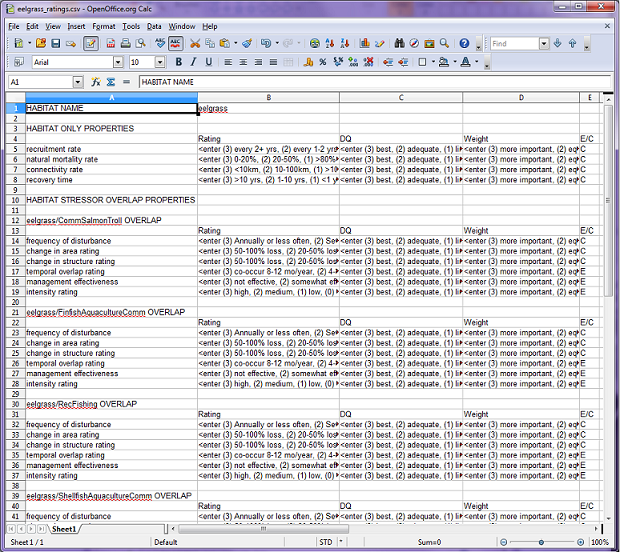 eelgrass_ratings.csv - OpenOffice.org Calc
File Edit View Insert Format Tools Data Window Help
Find
Arial 10
A1 HABITAT NAME
A B C D E
1 HABITAT NAME eelgrass
2
3 HABITAT ONLY PROPERTIES
4 Rating DQ Weight E/C
5 recruitment rate <enter (3) every 2+ yrs, (2) every 1-2 yrs <enter (3) best, (2) adequate, (1) li <enter (3) more important, (2) eq C
6 natural mortality rate <enter (3) 0-20%, (2) 20-50%, (1) >80% <enter (3) best, (2) adequate, (1) li <enter (3) more important, (2) eq C
7 connectivity rate <enter (3) <10km, (2) 10-100km, (1) >10 <enter (3) best, (2) adequate, (1) li <enter (3) more important, (2) eq C
8 recovery time <enter (3) >10 yrs, (2) 1-10 yrs, (1) <1 y <enter (3) best, (2) adequate, (1) li <enter (3) more important, (2) eq C
9
10 HABITAT STRESSOR OVERLAP PROPERTIES
11
12 eelgrass/CommSalmonTroll OVERLAP
13 Rating DQ Weight E/C
14 frequency of disturbance <enter (3) Annually or less often, (2) Se <enter (3) best, (2) adequate, (1) li <enter (3) more important, (2) eq C
15 change in area rating <enter (3) 50-100% loss, (2) 20-50% los <enter (3) best, (2) adequate, (1) li <enter (3) more important, (2) eq C
16 change in structure rating <enter (3) 50-100% loss, (2) 20-50% los <enter (3) best, (2) adequate, (1) li <enter (3) more important, (2) eq C
17 temporal overlap rating <enter (3) co-occur 8-12 mo/year, (2) 4- <enter (3) best, (2) adequate, (1) li <enter (3) more important, (2) eq E
18 management effectiveness <enter (3) not effective, (2) somewhat eff <enter (3) best, (2) adequate, (1) li <enter (3) more important, (2) eq E
19 intensity rating <enter (3) high, (2) medium, (1) low, (0) <enter (3) best, (2) adequate, (1) li <enter (3) more important, (2) eq E
20
21 eelgrass/FinfishAquacultureComm OVERLAP
22 Rating DQ Weight E/C
23 frequency of disturbance <enter (3) Annually or less often, (2) Se <enter (3) best, (2) adequate, (1) li <enter (3) more important, (2) eq C
24 change in area rating <enter (3) 50-100% loss, (2) 20-50% los <enter (3) best, (2) adequate, (1) li <enter (3) more important, (2) eq C
25 change in structure rating <enter (3) 50-100% loss, (2) 20-50% los <enter (3) best, (2) adequate, (1) li <enter (3) more important, (2) eq C
26 temporal overlap rating <enter (3) co-occur 8-12 mo/year, (2) 4- <enter (3) best, (2) adequate, (1) li <enter (3) more important, (2) eq E
27 management effectiveness <enter (3) not effective, (2) somewhat eff <enter (3) best, (2) adequate, (1) li <enter (3) more important, (2) eq E
28 intensity rating <enter (3) high, (2) medium, (1) low, (0) <enter (3) best, (2) adequate, (1) li <enter (3) more important, (2) eq E
29
30 eelgrass/RecFishing OVERLAP
31 Rating DQ Weight E/C
32 frequency of disturbance <enter (3) Annually or less often, (2) Se <enter (3) best, (2) adequate, (1) li <enter (3) more important, (2) eq C
33 change in area rating <enter (3) 50-100% loss, (2) 20-50% los <enter (3) best, (2) adequate, (1) li <enter (3) more important, (2) eq C
34 change in structure rating <enter (3) 50-100% loss, (2) 20-50% los <enter (3) best, (2) adequate, (1) li <enter (3) more important, (2) eq C
35 temporal overlap rating <enter (3) co-occur 8-12 mo/year, (2) 4- <enter (3) best, (2) adequate, (1) li <enter (3) more important, (2) eq E
36 management effectiveness <enter (3) not effective, (2) somewhat eff <enter (3) best, (2) adequate, (1) li <enter (3) more important, (2) eq E
37 intensity rating <enter (3) high, (2) medium, (1) low, (0) <enter (3) best, (2) adequate, (1) li <enter (3) more important, (2) eq E
38
39 eelgrass/ShellfishAquacultureComm OVERLAP
40 Rating DQ Weight E/C
41 frequency of disturbance <enter (3) Annually or less often, (2) Se <enter (3) best, (2) adequate, (1) li <enter (3) more important, (2) eq C
Sheet1
Sheet 1 / 1 Default STD * Sum=0 100%